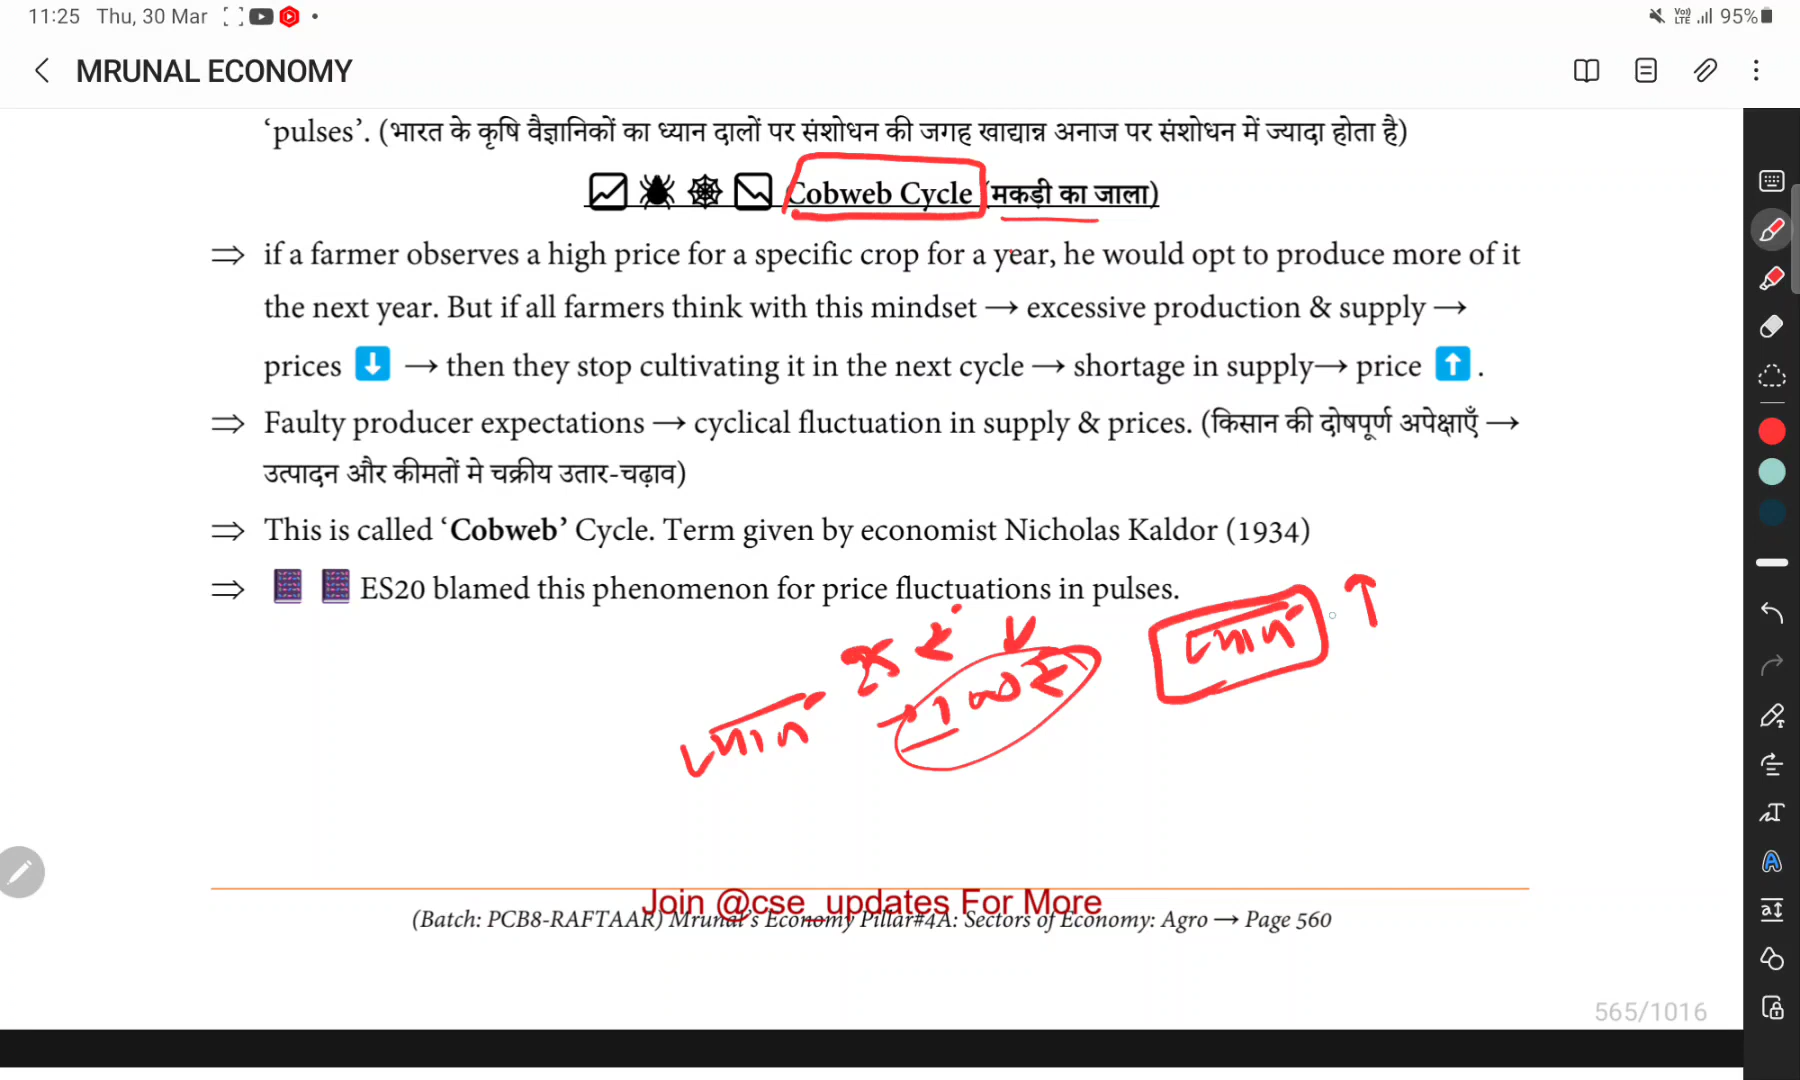 11:25 Thu, 30 Mar 95%
MRUNAL ECONOMY
‘pulses’. (भारत के कृषि वैज्ञानिकों का ध्यान दालों पर संशोधन की जगह खाद्यान्न अनाज पर संशोधन में ज्यादा होता है)
Cobweb Cycle (मकड़ी का जाला)
⇒ if a farmer observes a high price for a specific crop for a year, he would opt to produce more of it
the next year. But if all farmers think with this mindset → excessive production & supply →
prices ⬇ → then they stop cultivating it in the next cycle → shortage in supply→ price ⬆ .
⇒ Faulty producer expectations → cyclical fluctuation in supply & prices. (किसान की दोषपूर्ण अपेक्षाएँ →
उत्पादन और कीमतों मे चक्रीय उतार-चढ़ाव)
⇒ This is called ‘Cobweb’ Cycle. Term given by economist Nicholas Kaldor (1934)
⇒ ES20 blamed this phenomenon for price fluctuations in pulses.
Join @cse_updates For More
(Batch: PCB8-RAFTAAR) Mrunal’s Economy Pillar#4A: Sectors of Economy: Agro → Page 560
565/1016